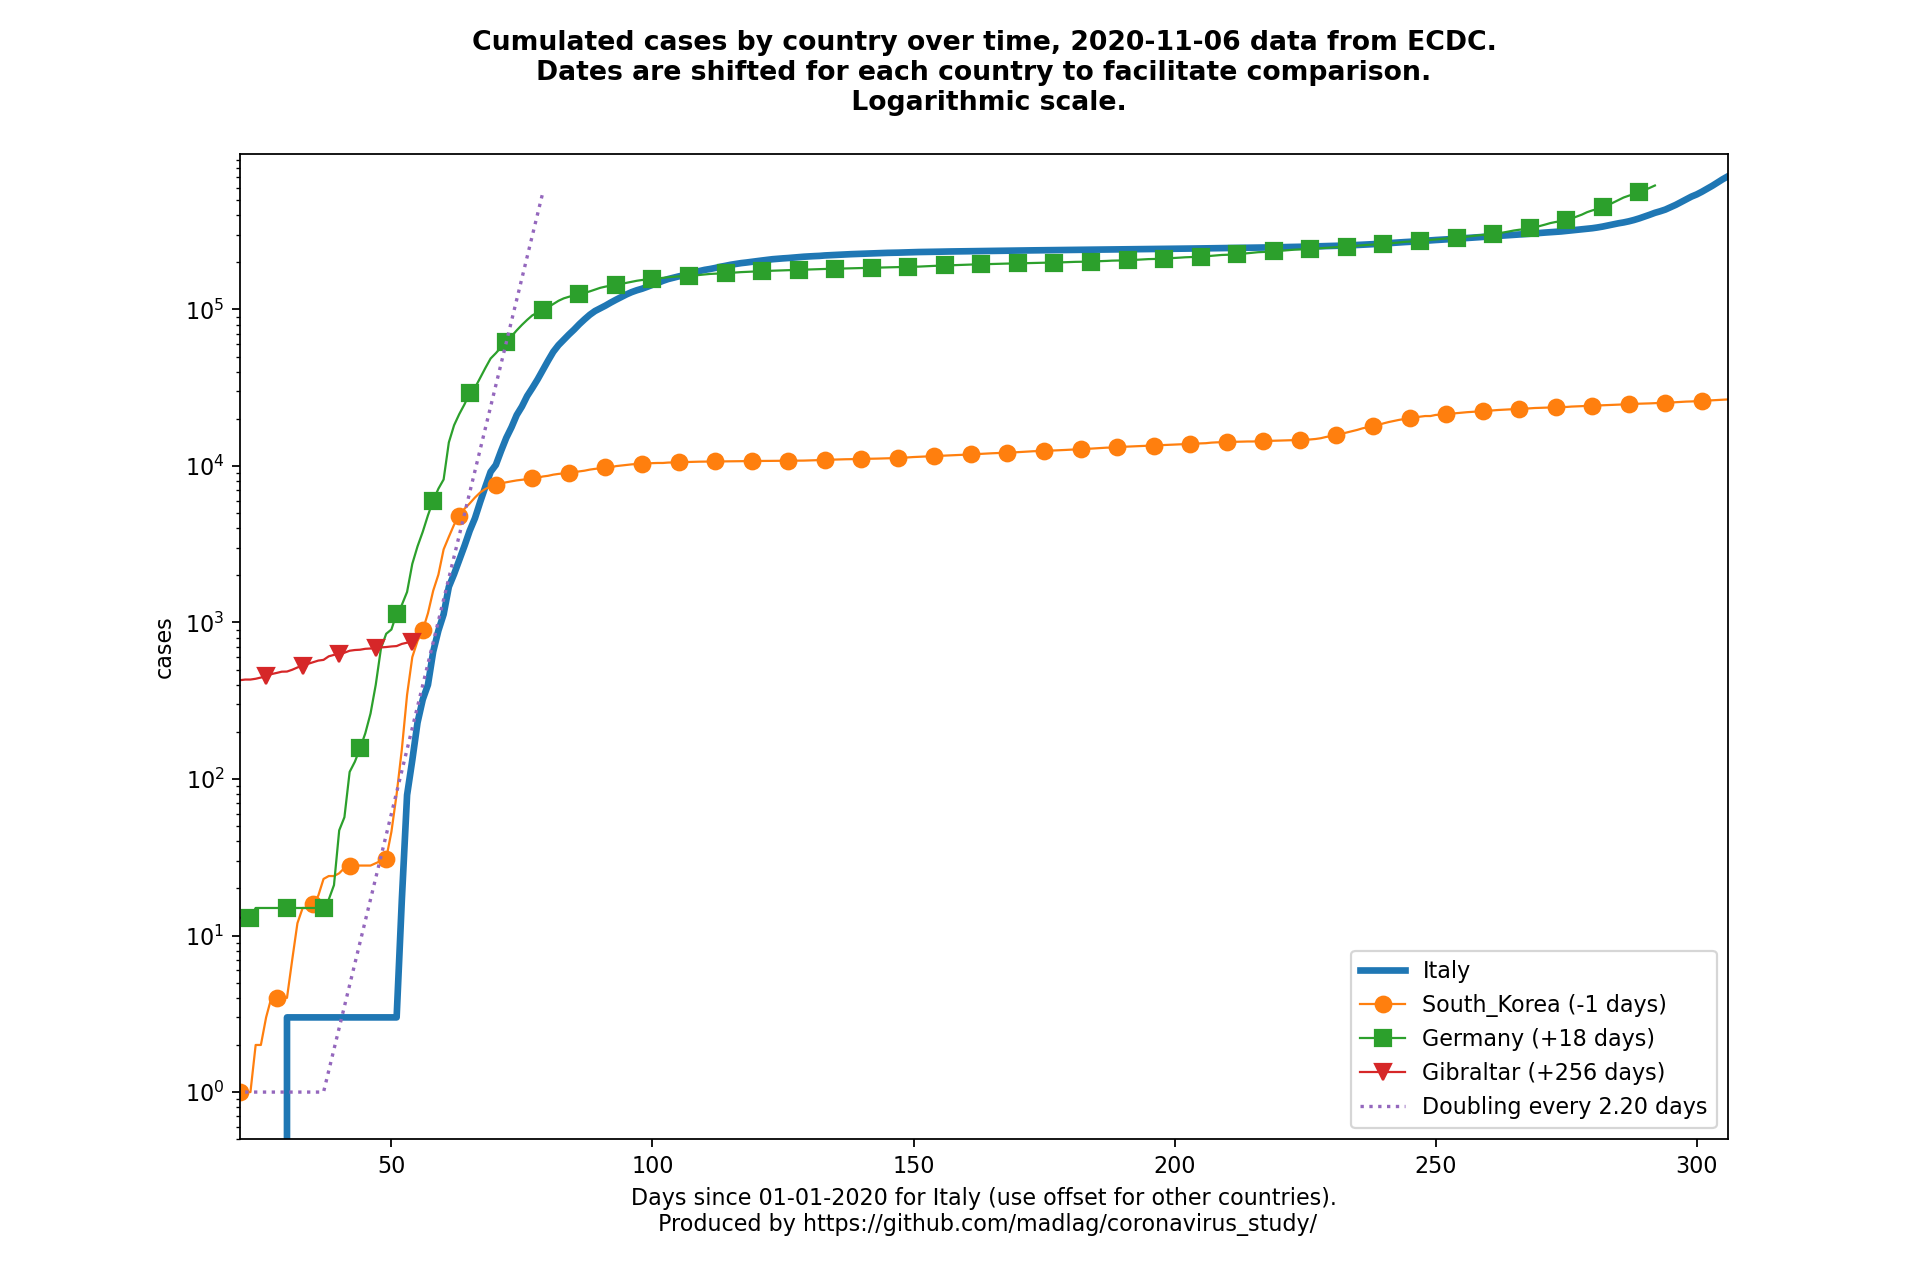 Cumulated cases by country over time, 2020-11-06 data from ECDC.
Dates are shifted for each country to facilitate comparison.
Logarithmic scale.
cases
10^5
10^4
10^3
10^2
10^1
10^0
Italy
South_Korea (-1 days)
Germany (+18 days)
Gibraltar (+256 days)
Doubling every 2.20 days
50
100
150
200
250
300
Days since 01-01-2020 for Italy (use offset for other countries).
Produced by https://github.com/madlag/coronavirus_study/